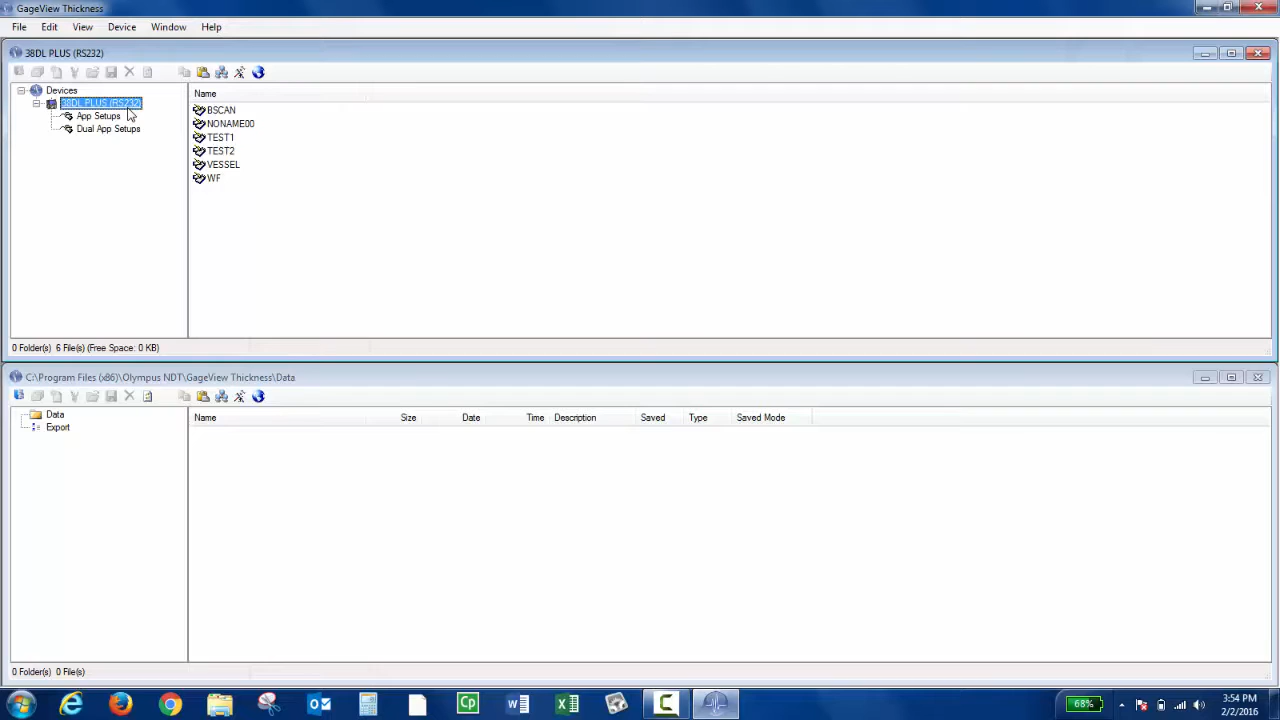 GageView Thickness
File Edit View Device Window Help
38DL PLUS (RS232)
Devices
38DL PLUS (RS232)
App Setups
Dual App Setups
Name
BSCAN
NONAME00
TEST1
TEST2
VESSEL
WF
0 Folder(s) 6 File(s) (Free Space: 0 KB)
C:\Program Files (x86)\Olympus NDT\GageView Thickness\Data
Data
Export
Name Size Date Time Description Saved Type Saved Mode
0 Folder(s) 0 File(s)
68%
3:54 PM
2/2/2016